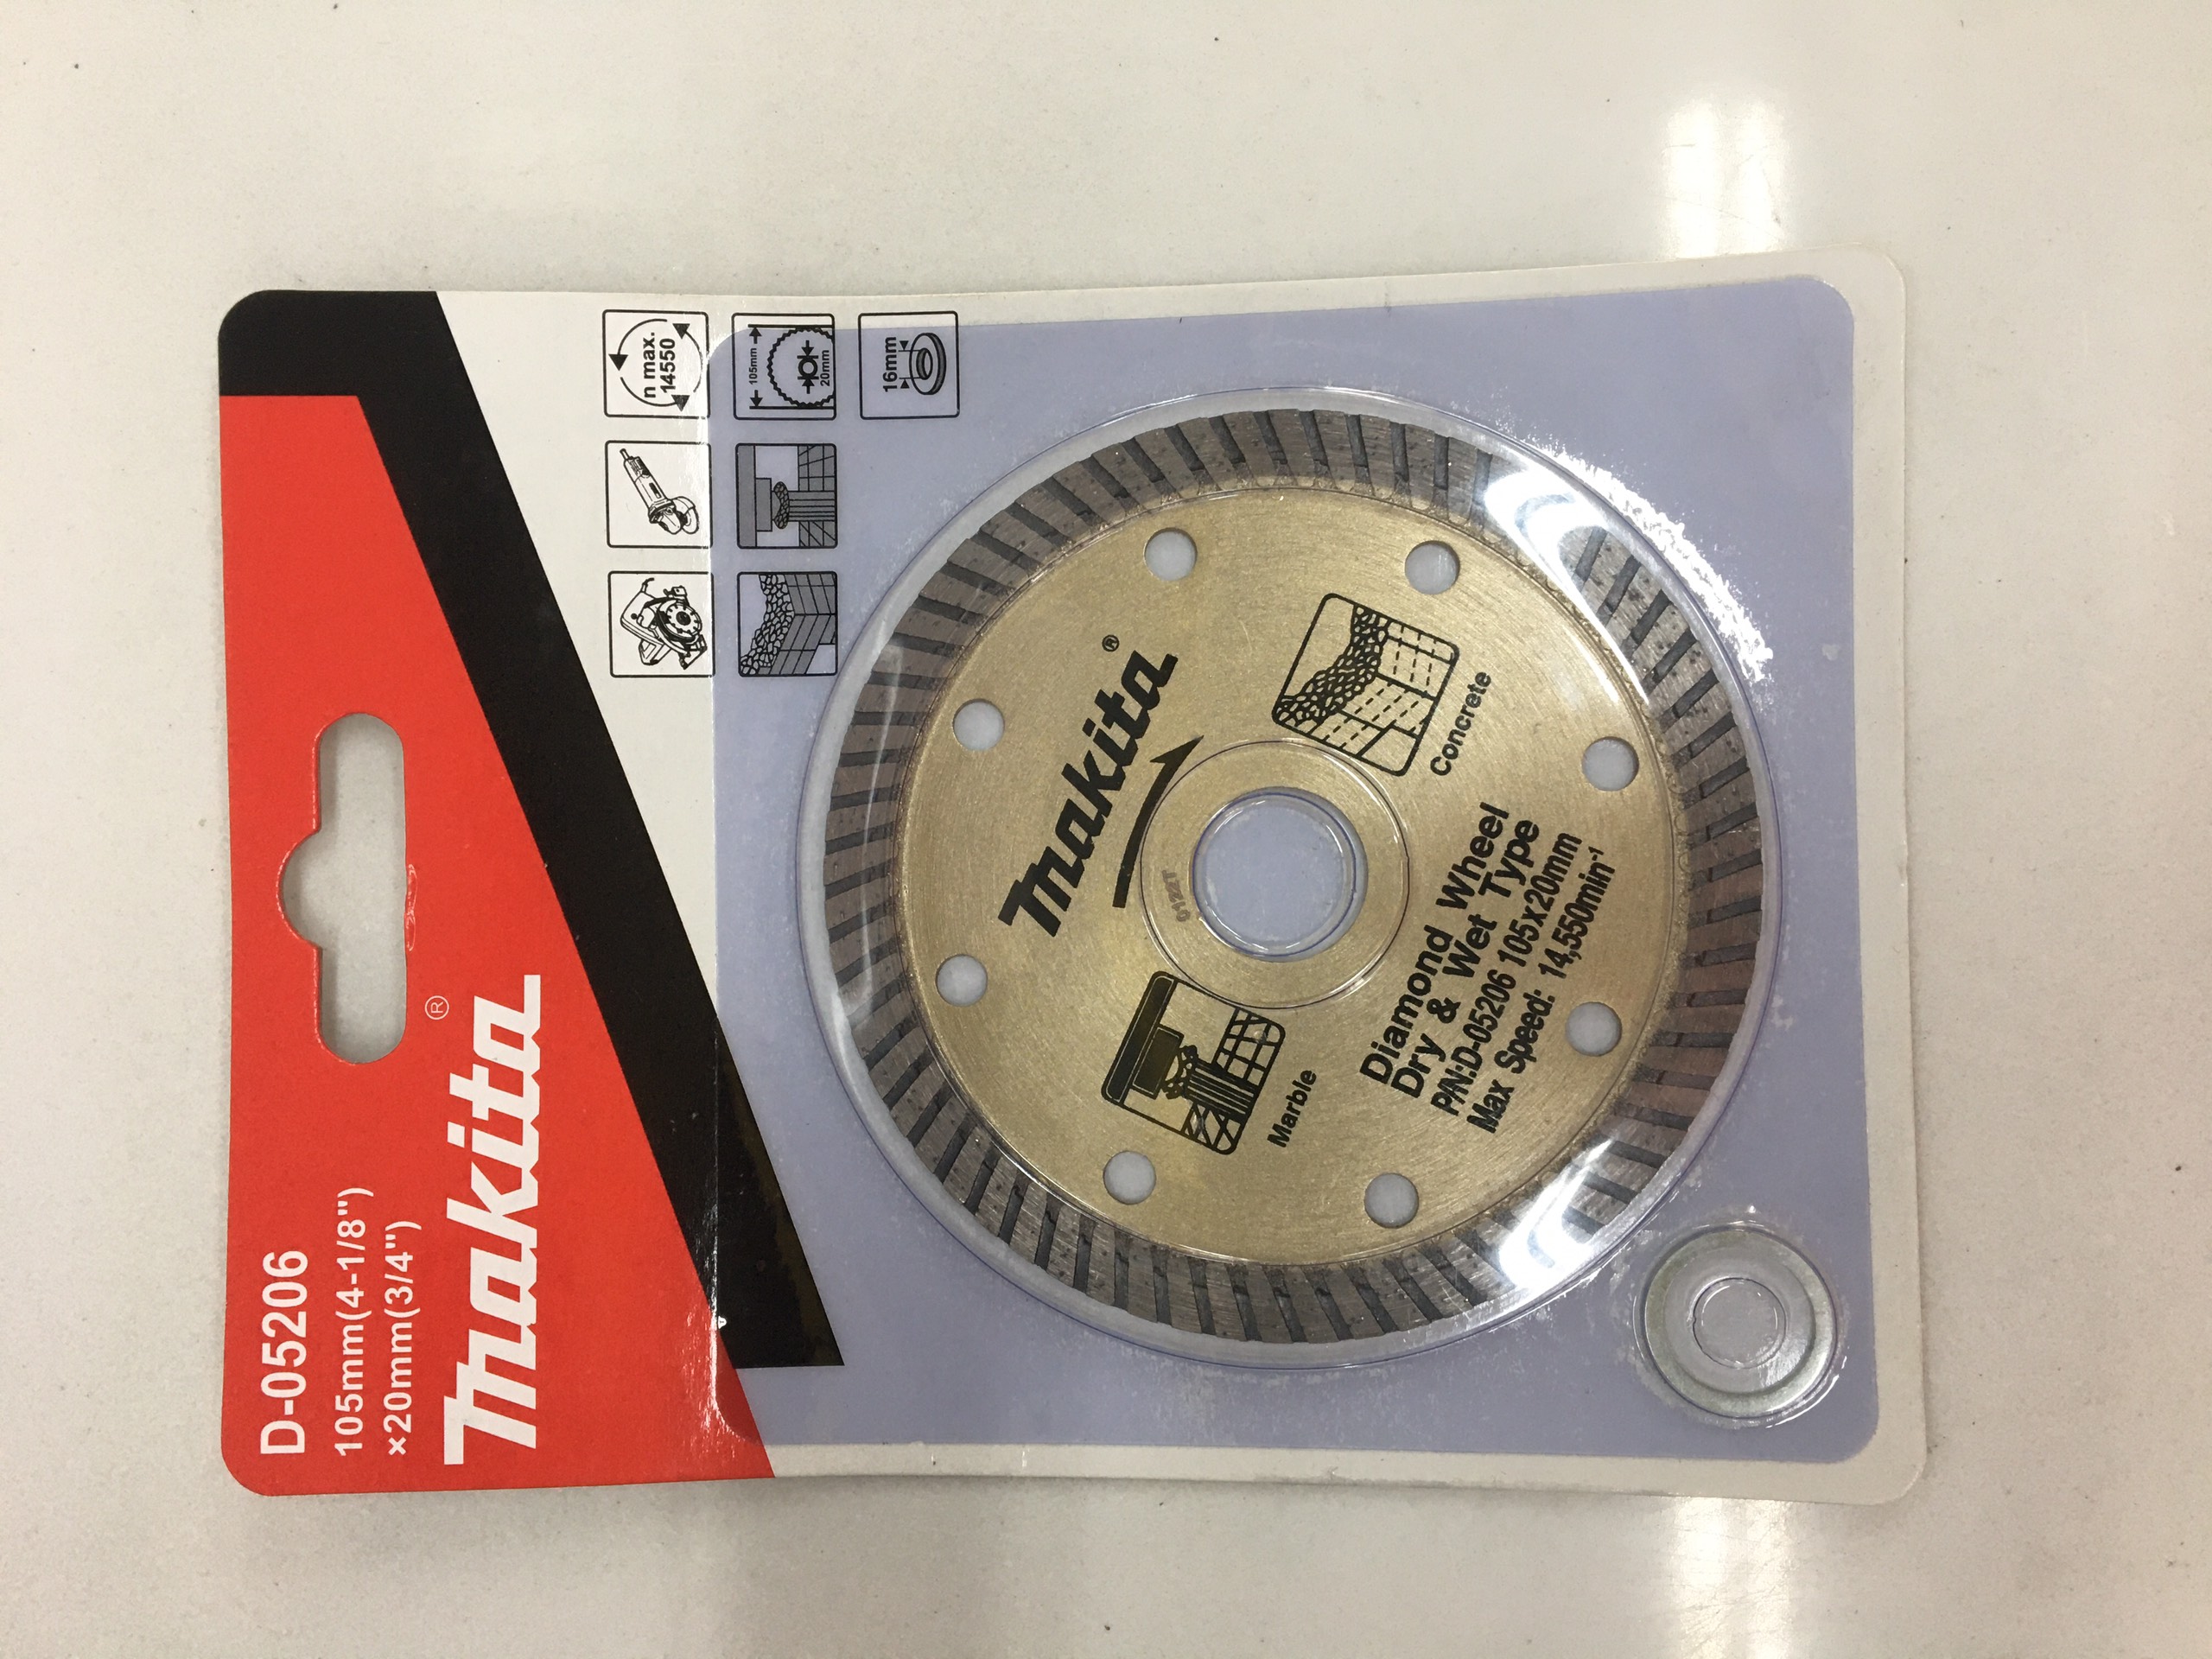 D-05206
105mm(4-1/8")
×20mm(3/4")
Makita®
n max.
14550
105mm
20mm
16mm
Makita®
Concrete
Marble
Diamond Wheel
Dry & Wet Type
P/N:D-05206 105x20mm
Max Speed: 14,550min⁻¹